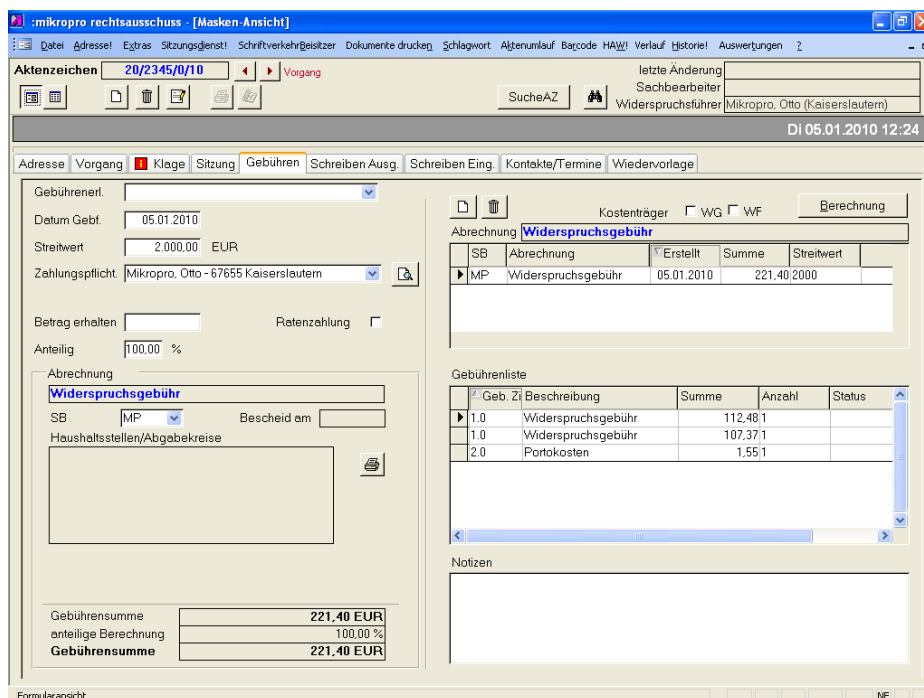 :mikropro rechtsausschuss - [Masken-Ansicht]
Datei Adresse! Extras Sitzungsdienst! SchriftverkehrBeisitzer Dokumente drucken Schlagwort Aktenumlauf Barcode HAW! Verlauf Historie! Auswertungen ?
Aktenzeichen 20/2345/0/10 Vorgang
letzte Änderung
Sachbearbeiter
SucheAZ
Widerspruchsführer Mikropro, Otto (Kaiserslautern)
Di 05.01.2010 12:24
Adresse Vorgang Klage Sitzung Gebühren Schreiben Ausg. Schreiben Eing. Kontakte/Termine Wiedervorlage
Gebührenerl.
Datum Gebf. 05.01.2010
Streitwert 2.000,00 EUR
Zahlungspflicht. Mikropro, Otto - 67655 Kaiserslautern
Betrag erhalten Ratenzahlung
Anteilig 100,00 %
Abrechnung
Widerspruchsgebühr
SB MP Bescheid am
Haushaltsstellen/Abgabekreise
Gebührensumme 221,40 EUR
anteilige Berechnung 100,00 %
Gebührensumme 221,40 EUR
Kostenträger WG WF Berechnung
Abrechnung Widerspruchsgebühr
SB Abrechnung Erstellt Summe Streitwert
MP Widerspruchsgebühr 05.01.2010 221,40 2000
Gebührenliste
Geb. Zi Beschreibung Summe Anzahl Status
1.0 Widerspruchsgebühr 112,48 1
1.0 Widerspruchsgebühr 107,37 1
2.0 Portokosten 1,55 1
Notizen
Formularansicht NF